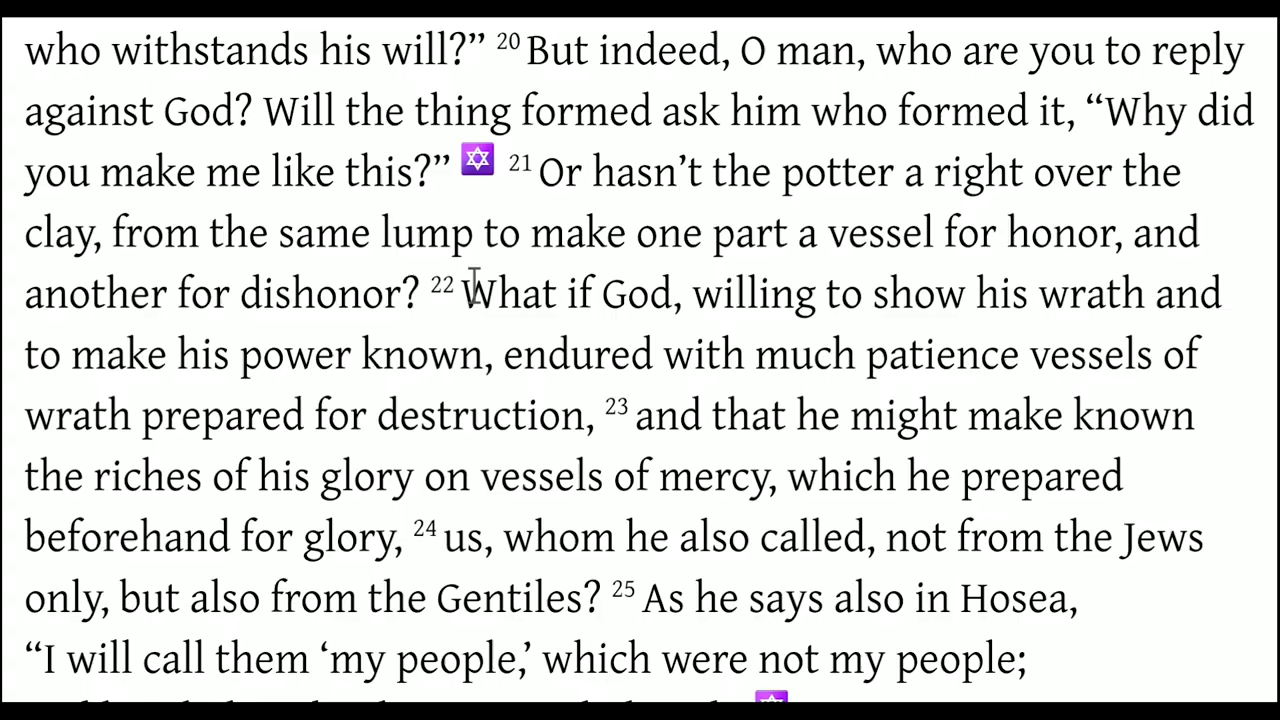 who withstands his will?” 20 But indeed, O man, who are you to reply
against God? Will the thing formed ask him who formed it, “Why did
you make me like this?” 🔯 21 Or hasn’t the potter a right over the
clay, from the same lump to make one part a vessel for honor, and
another for dishonor? 22 What if God, willing to show his wrath and
to make his power known, endured with much patience vessels of
wrath prepared for destruction, 23 and that he might make known
the riches of his glory on vessels of mercy, which he prepared
beforehand for glory, 24 us, whom he also called, not from the Jews
only, but also from the Gentiles? 25 As he says also in Hosea,
“I will call them ‘my people,’ which were not my people;